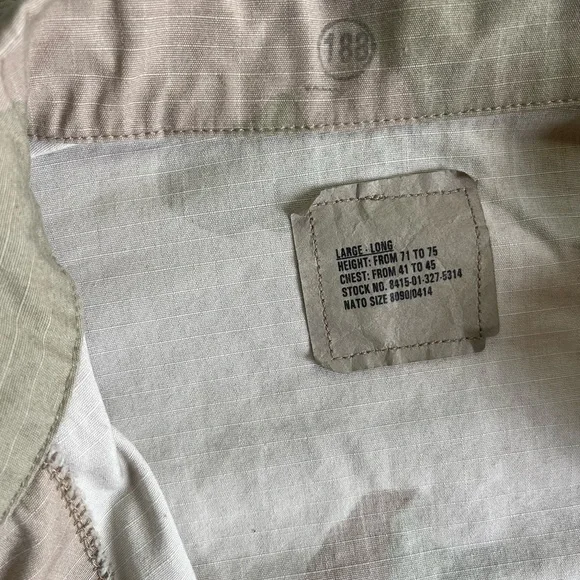 188
LARGE - LONG
HEIGHT: FROM 71 TO 75
CHEST: FROM 41 TO 45
STOCK NO. 8415-01-327-5314
NATO SIZE 8090/0414